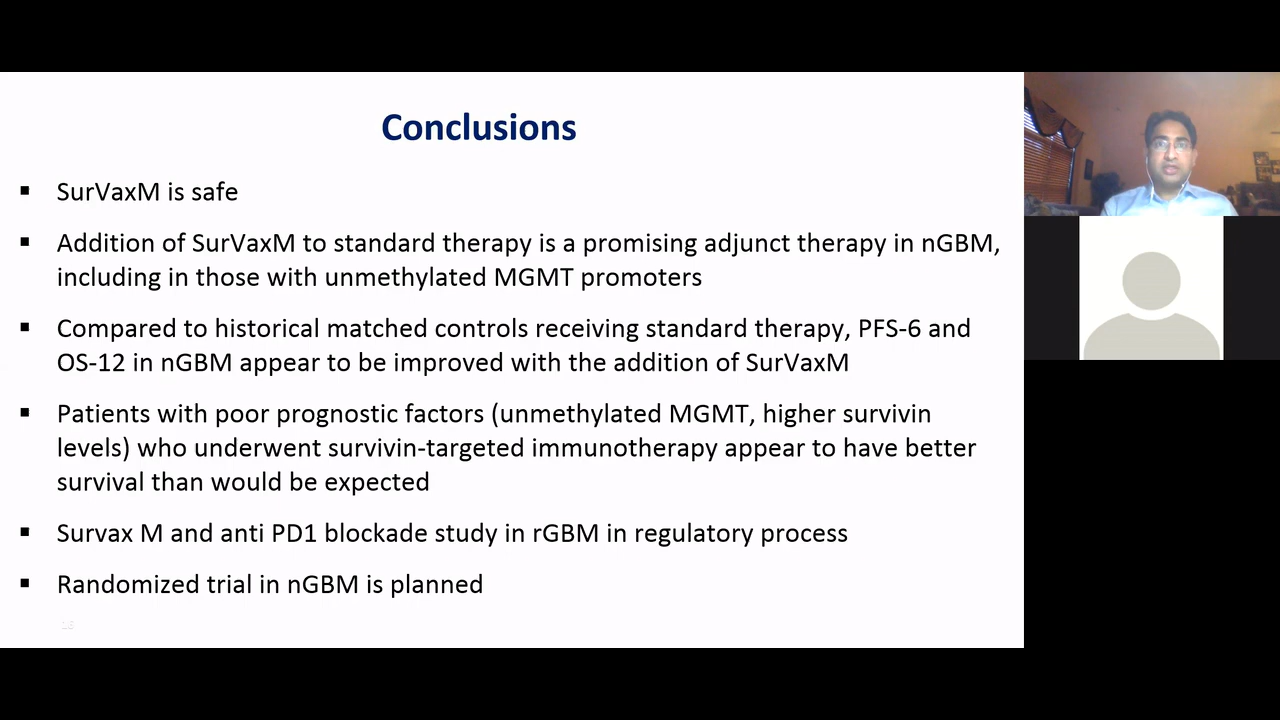 Conclusions
▪ SurVaxM is safe
▪ Addition of SurVaxM to standard therapy is a promising adjunct therapy in nGBM,
including in those with unmethylated MGMT promoters
▪ Compared to historical matched controls receiving standard therapy, PFS-6 and
OS-12 in nGBM appear to be improved with the addition of SurVaxM
▪ Patients with poor prognostic factors (unmethylated MGMT, higher survivin
levels) who underwent survivin-targeted immunotherapy appear to have better
survival than would be expected
▪ Survax M and anti PD1 blockade study in rGBM in regulatory process
▪ Randomized trial in nGBM is planned
16